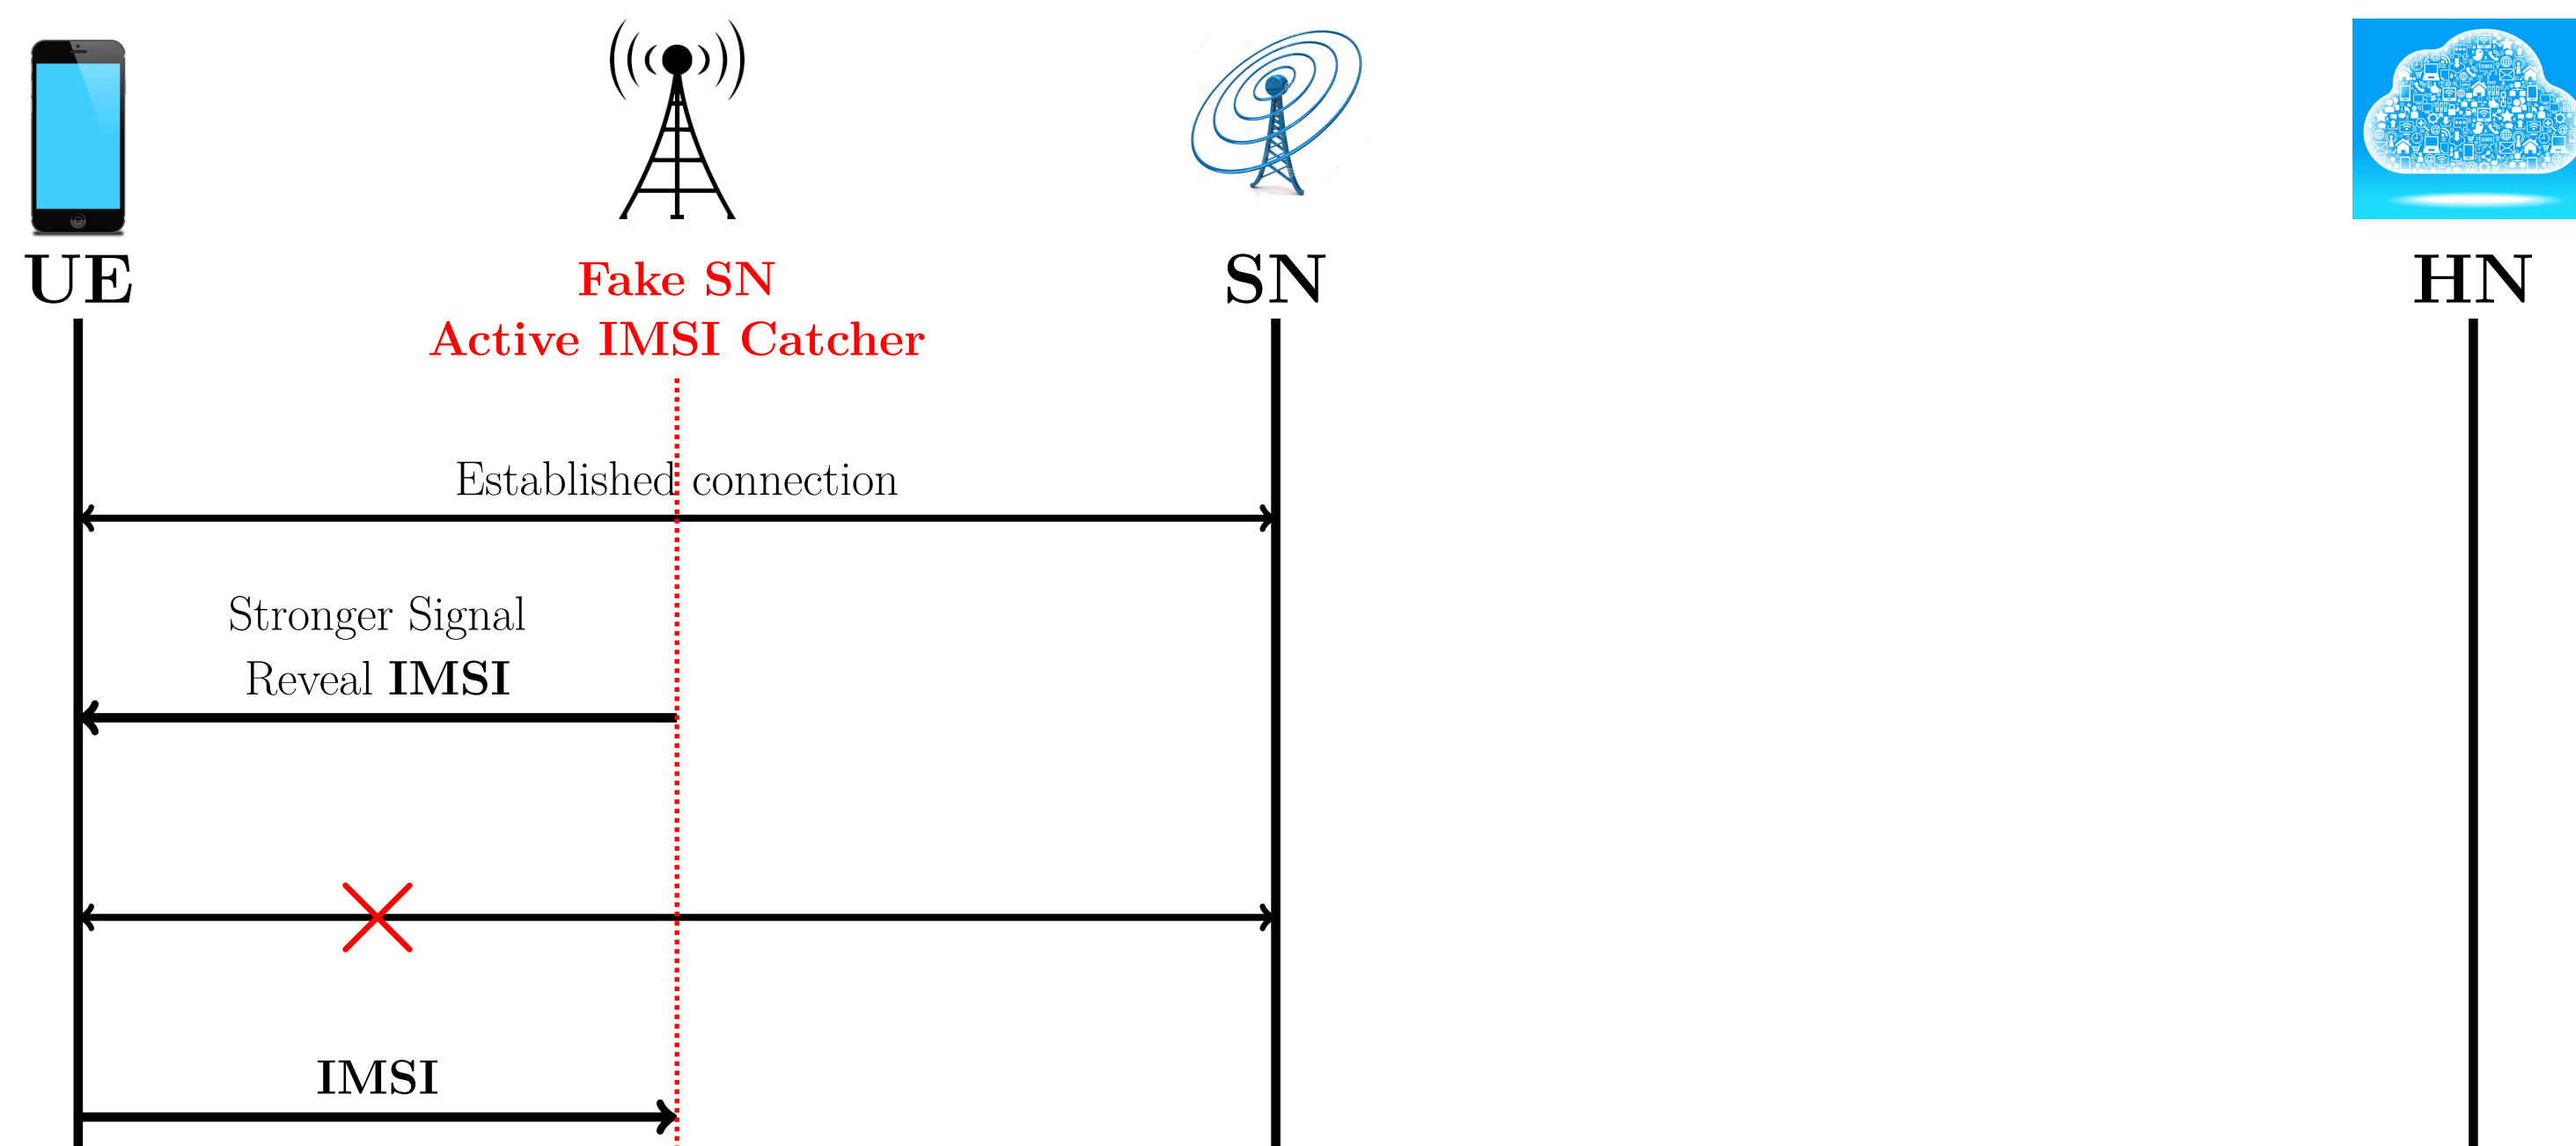 UE
Fake SN
Active IMSI Catcher
SN
HN
Established connection
Stronger Signal
Reveal IMSI
IMSI